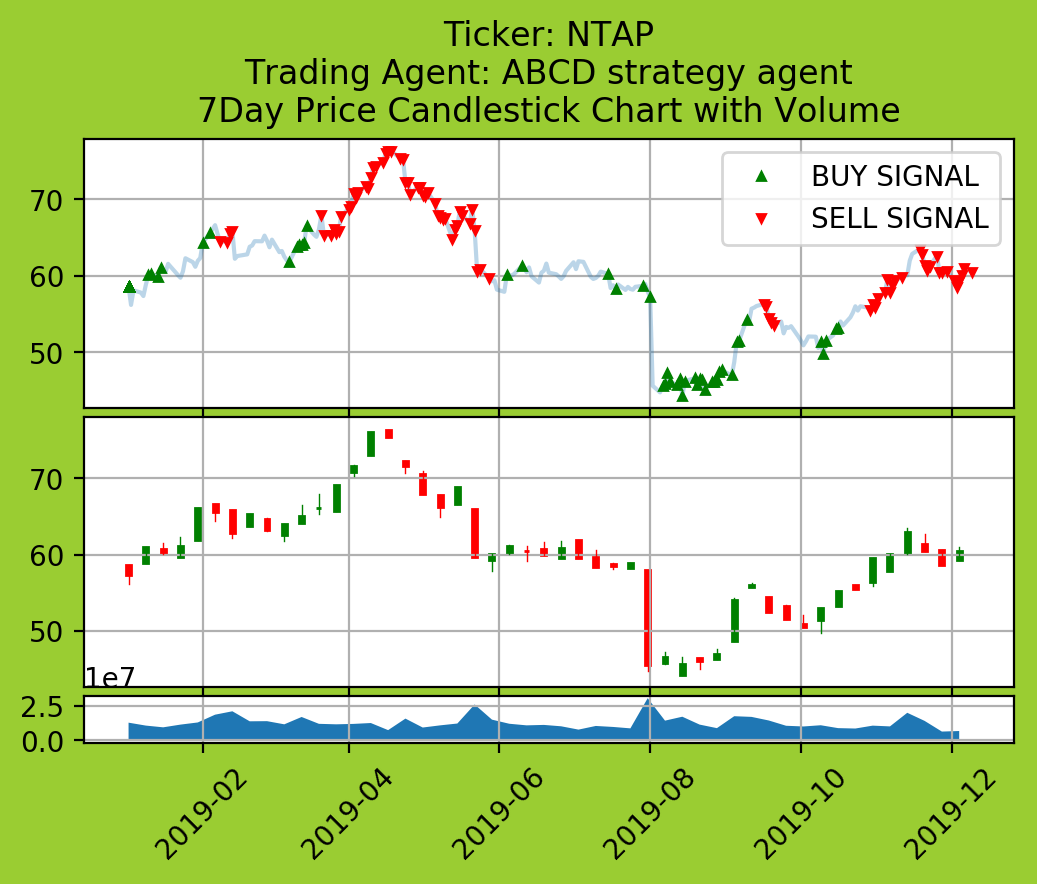 Ticker: NTAP
Trading Agent: ABCD strategy agent
7Day Price Candlestick Chart with Volume
BUY SIGNAL
SELL SIGNAL
70
60
50
70
60
50
1e7
2.5
0.0
2019-02
2019-04
2019-06
2019-08
2019-10
2019-12